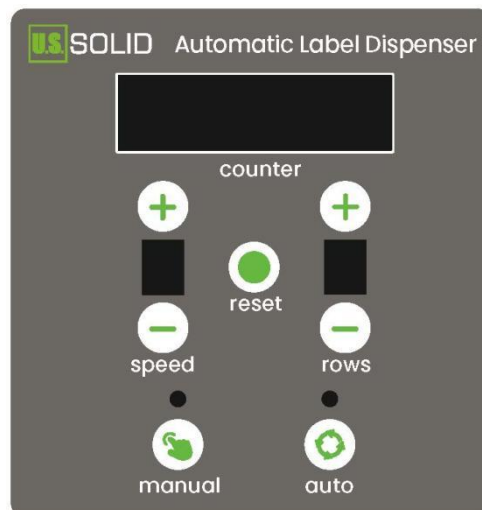 U.S. SOLID Automatic Label Dispenser
counter
reset
speed rows
manual auto